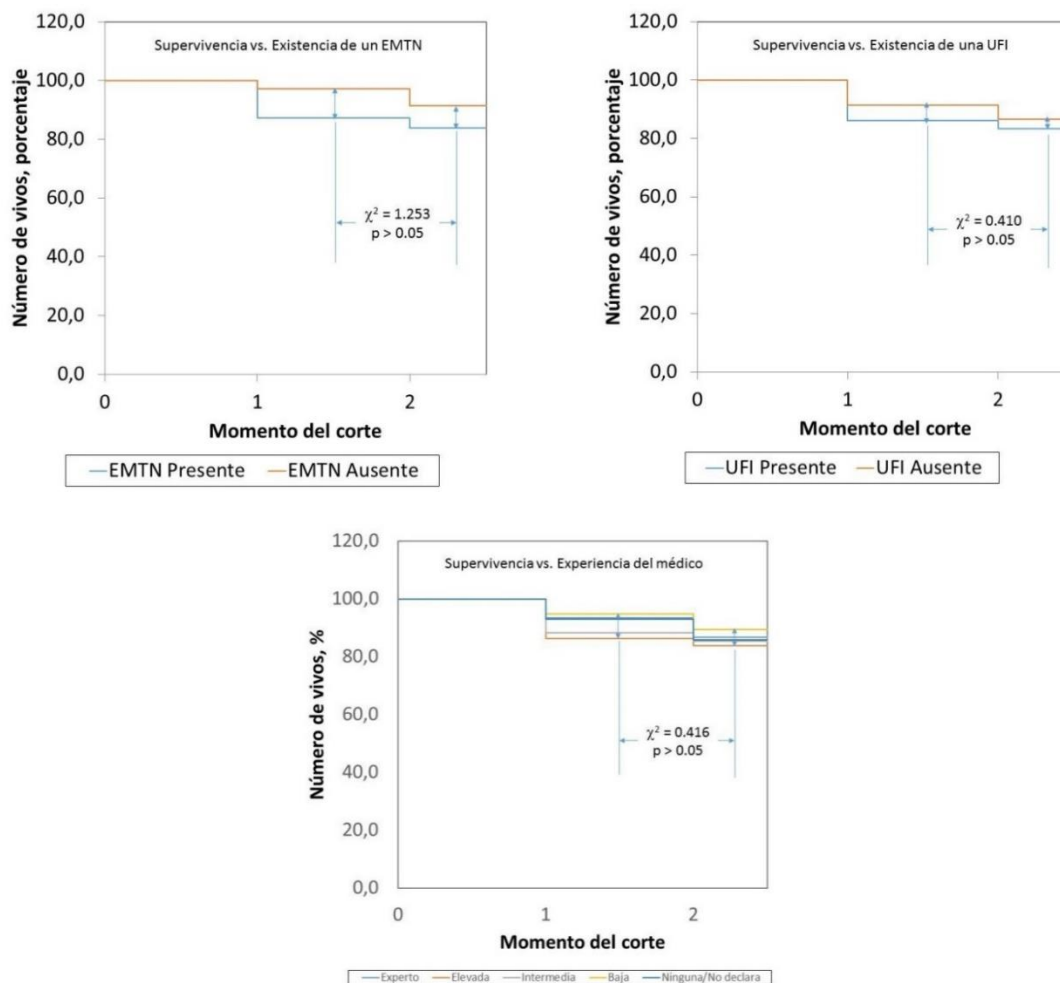 Supervivencia vs. Existencia de un EMTN
Número de vivos, porcentaje
120,0
100,0
80,0
60,0
40,0
20,0
0,0
χ² = 1.253
p > 0.05
0 1 2
Momento del corte
EMTN Presente EMTN Ausente
Supervivencia vs. Existencia de una UFI
Número de vivos, porcentaje
120,0
100,0
80,0
60,0
40,0
20,0
0,0
χ² = 0.410
p > 0.05
0 1 2
Momento del corte
UFI Presente UFI Ausente
Supervivencia vs. Experiencia del médico
Número de vivos, %
120,0
100,0
80,0
60,0
40,0
20,0
0,0
χ² = 0.416
p > 0.05
0 1 2
Momento del corte
Experto Elevada Intermedia Baja Ninguna/No declara